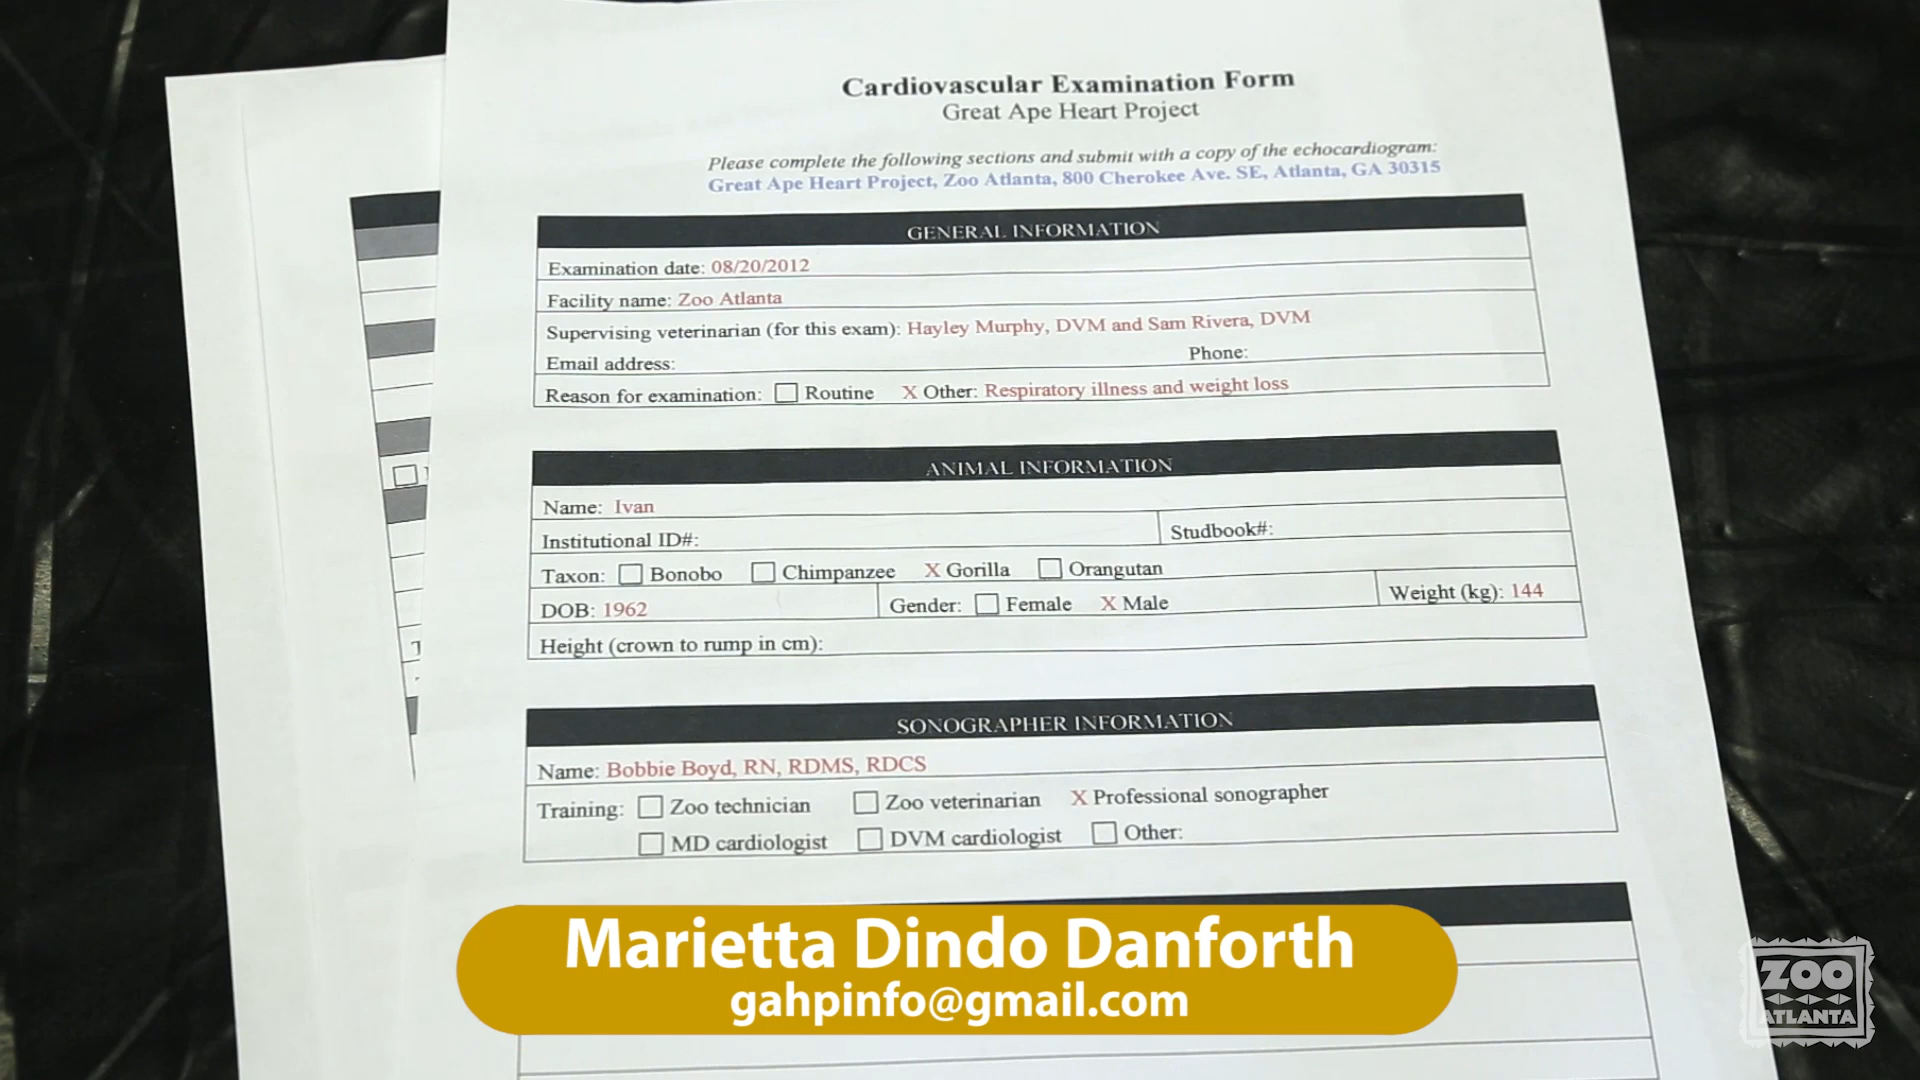 Cardiovascular Examination Form
Great Ape Heart Project
Please complete the following sections and submit with a copy of the echocardiogram:
Great Ape Heart Project, Zoo Atlanta, 800 Cherokee Ave. SE, Atlanta, GA 30315
GENERAL INFORMATION
Examination date: 08/20/2012
Facility name: Zoo Atlanta
Supervising veterinarian (for this exam): Hayley Murphy, DVM and Sam Rivera, DVM
Email address: Phone:
Reason for examination: Routine X Other: Respiratory illness and weight loss
ANIMAL INFORMATION
Name: Ivan
Institutional ID#: Studbook#:
Taxon: Bonobo Chimpanzee X Gorilla Orangutan
DOB: 1962 Gender: Female X Male Weight (kg): 144
Height (crown to rump in cm):
SONOGRAPHER INFORMATION
Name: Bobbie Boyd, RN, RDMS, RDCS
Training: Zoo technician Zoo veterinarian X Professional sonographer
MD cardiologist DVM cardiologist Other:
Marietta Dindo Danforth
gahpinfo@gmail.com
ZOO
ATLANTA